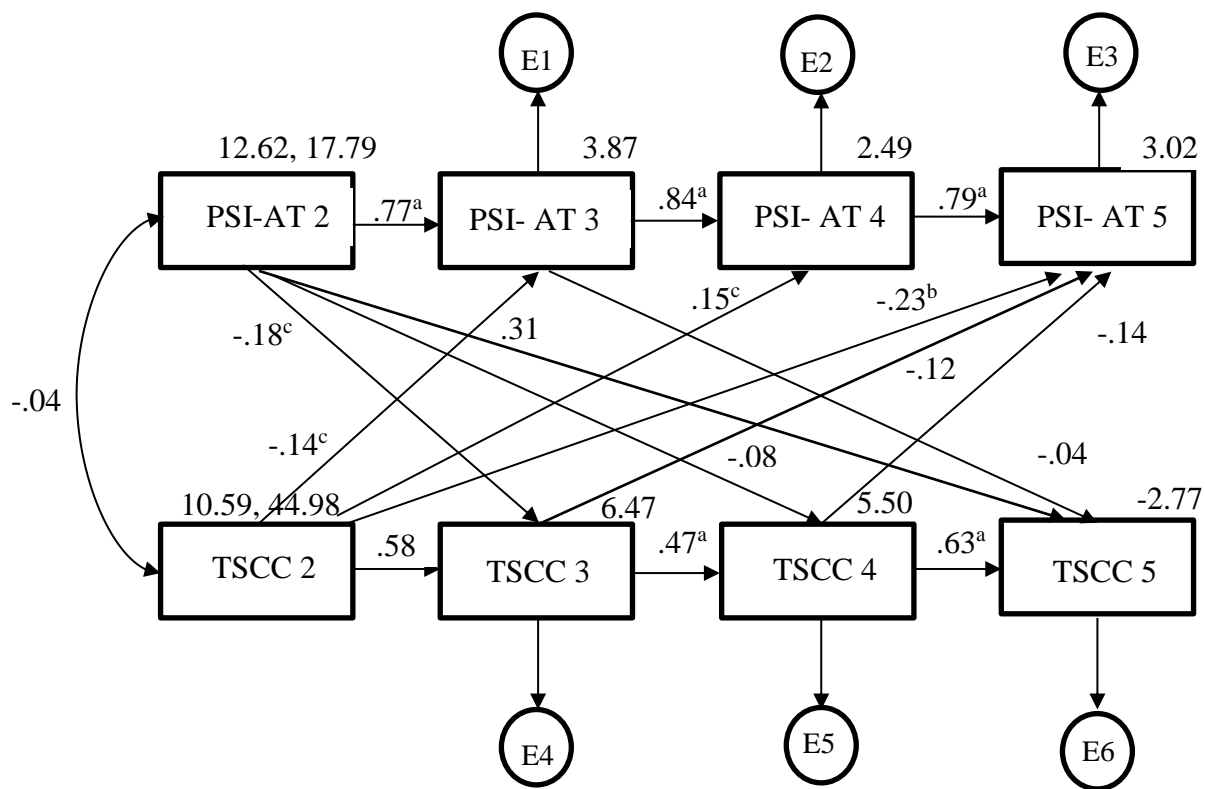 E1
E2
E3
12.62, 17.79
3.87
2.49
3.02
PSI-AT 2
.77ᵃ
PSI- AT 3
.84ᵃ
PSI- AT 4
.79ᵃ
PSI- AT 5
-.18ᶜ
.31
.15ᶜ
-.23ᵇ
-.14
-.12
-.04
-.14ᶜ
-.08
-.04
10.59, 44.98
6.47
5.50
-2.77
TSCC 2
.58
TSCC 3
.47ᵃ
TSCC 4
.63ᵃ
TSCC 5
E4
E5
E6